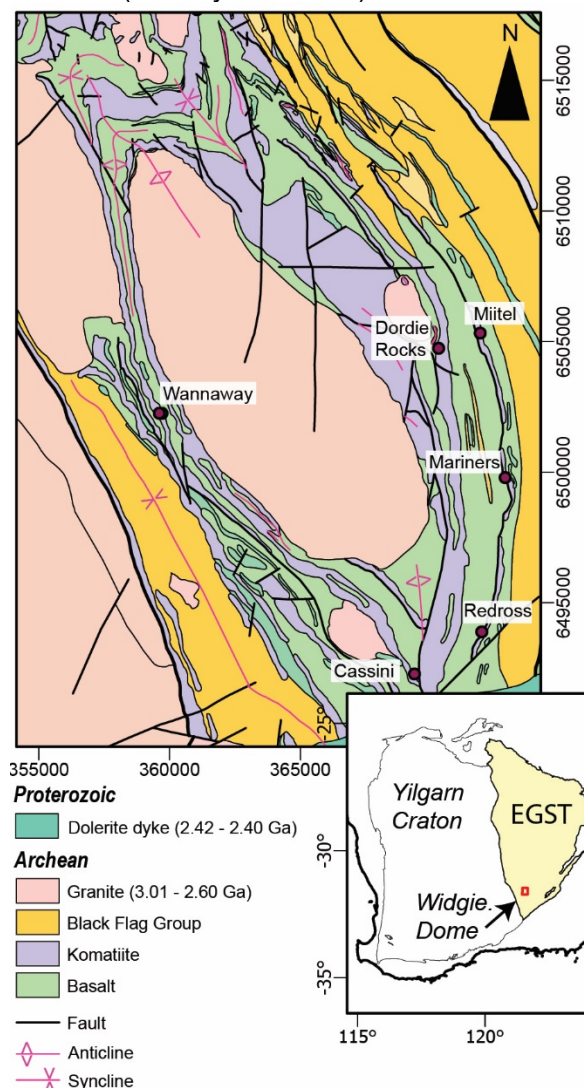 N
6515000
6510000
Miitel
Dordie
Rocks
6505000
Wannaway
Mariners
6500000
Redross
6495000
Cassini
-25°
355000
360000
365000
Yilgarn
Craton
EGST
-30°
Widgie.
Dome
-35°
115°
120°
Proterozoic
Dolerite dyke (2.42 - 2.40 Ga)
Archean
Granite (3.01 - 2.60 Ga)
Black Flag Group
Komatiite
Basalt
Fault
Anticline
Syncline